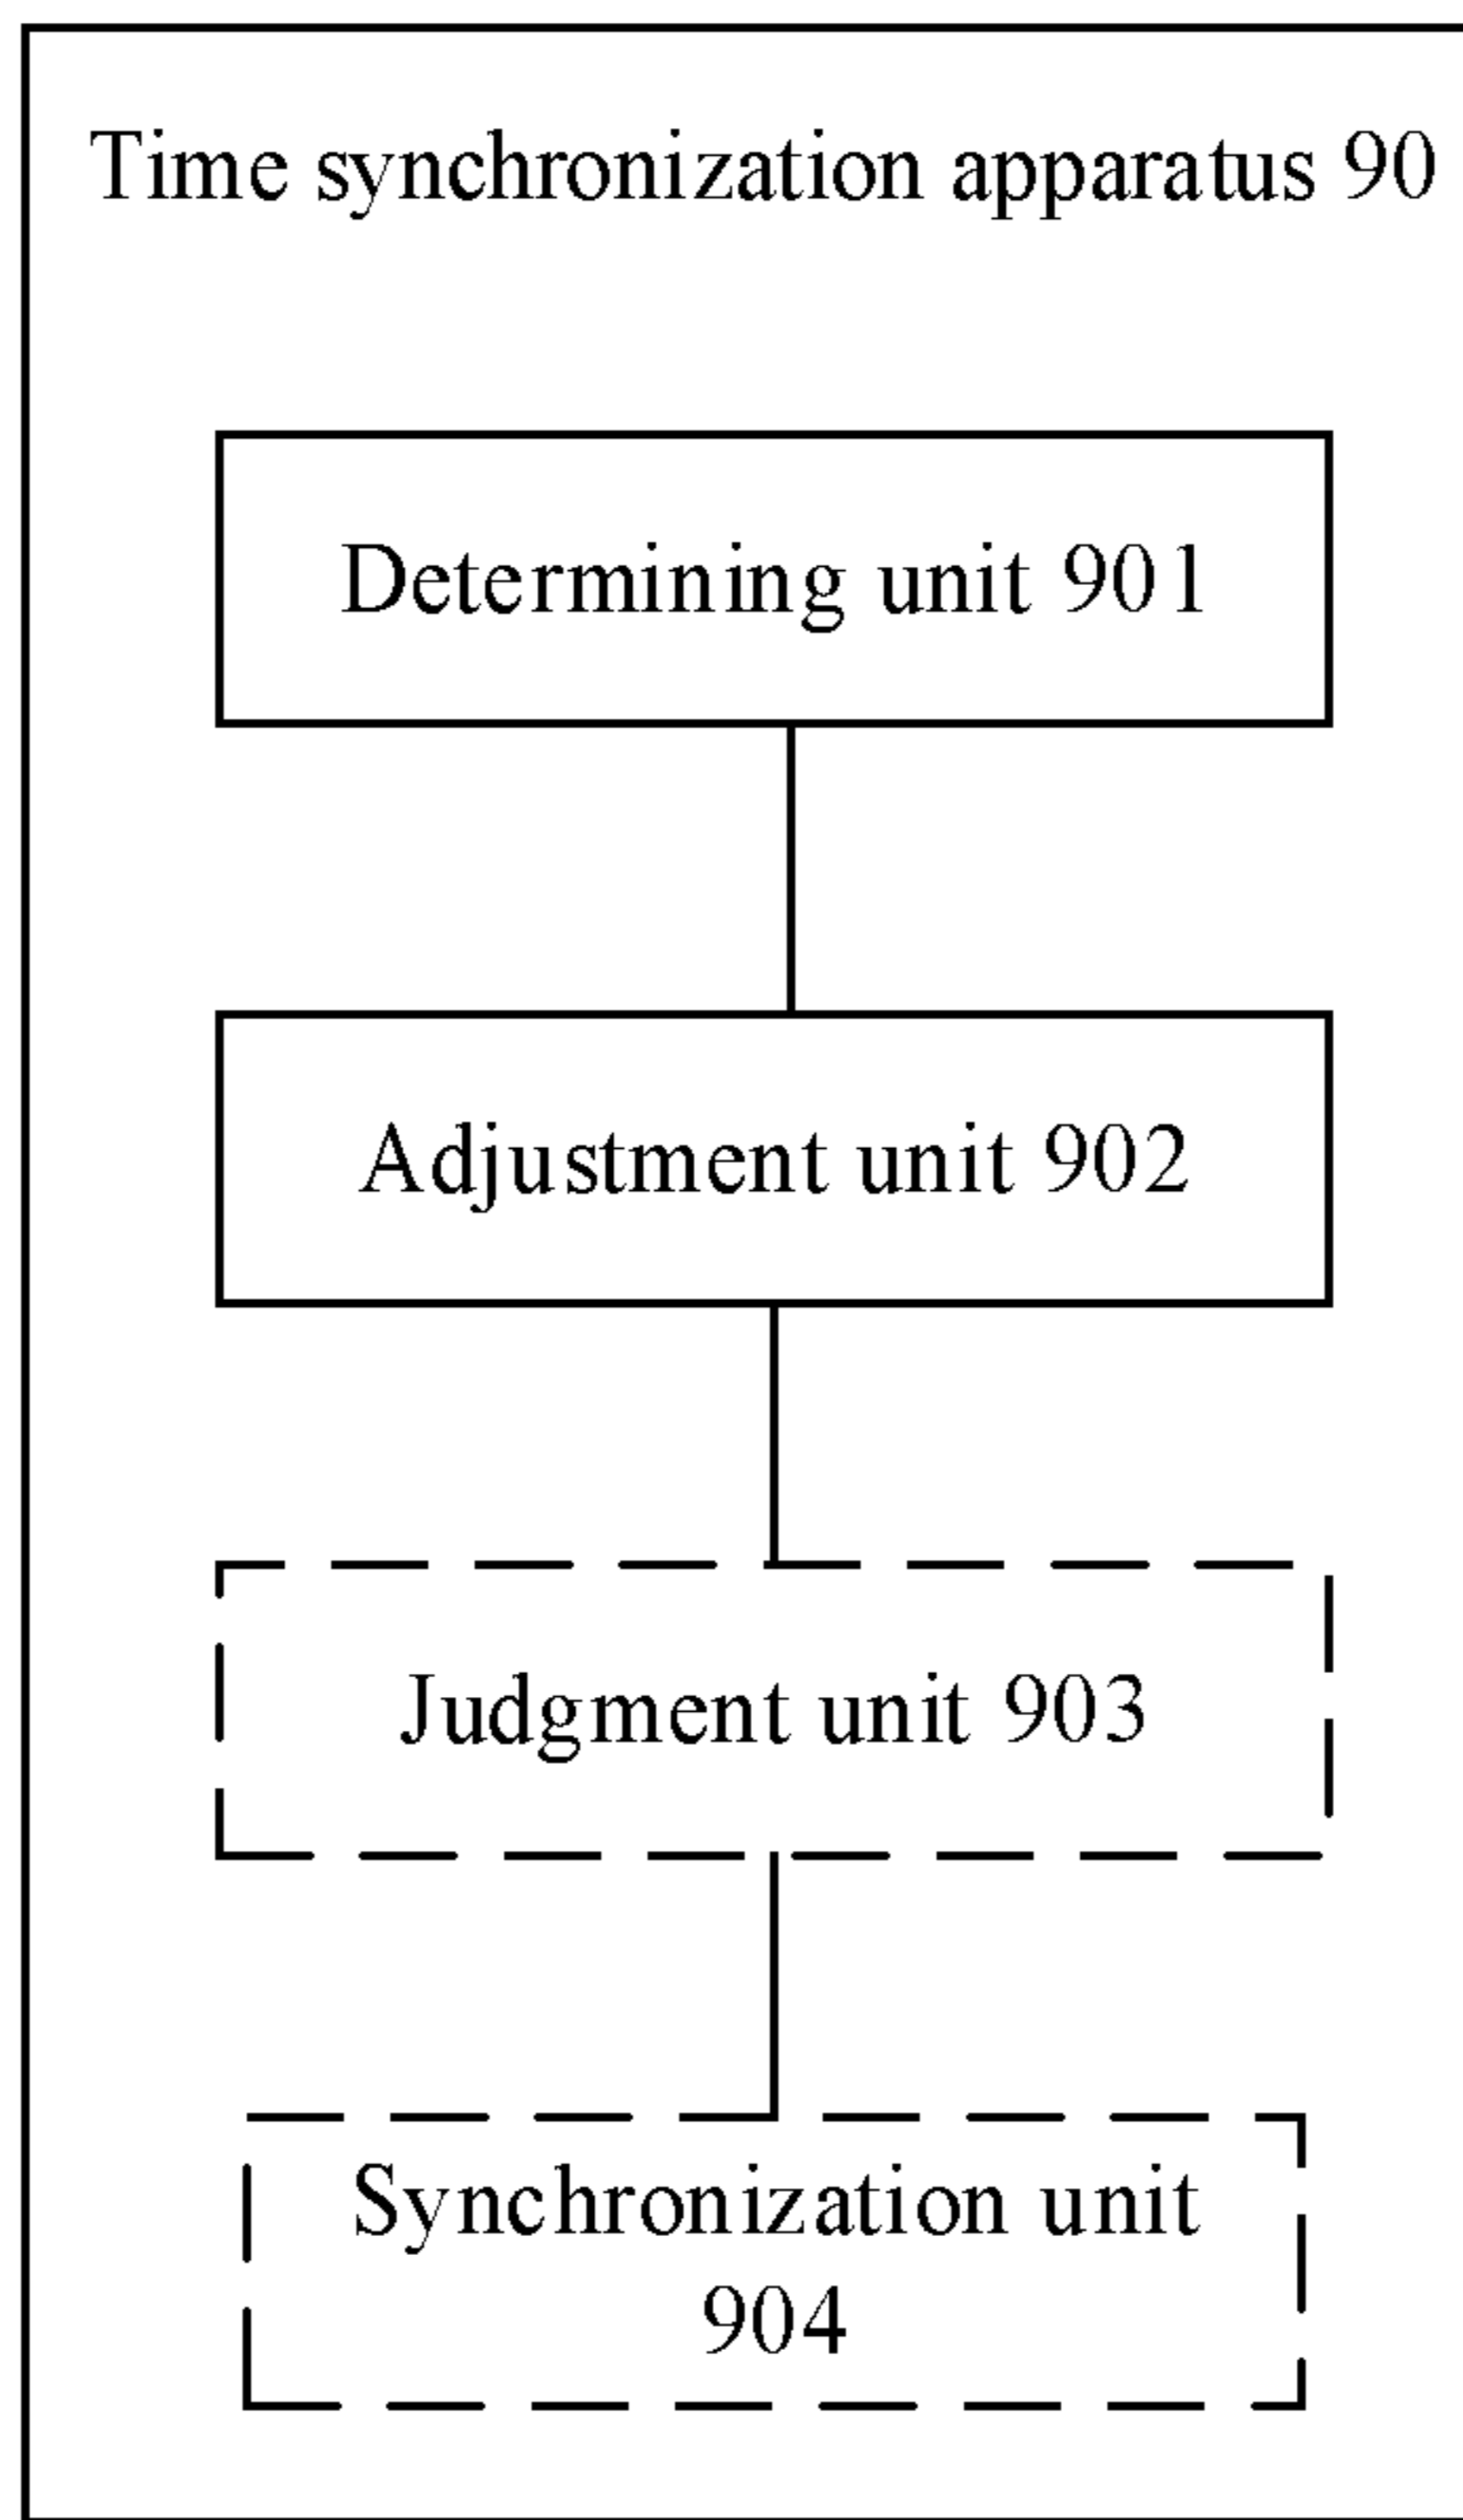 Time synchronization apparatus 90
Determining unit 901
Adjustment unit 902
Judgment unit 903
Synchronization unit
904